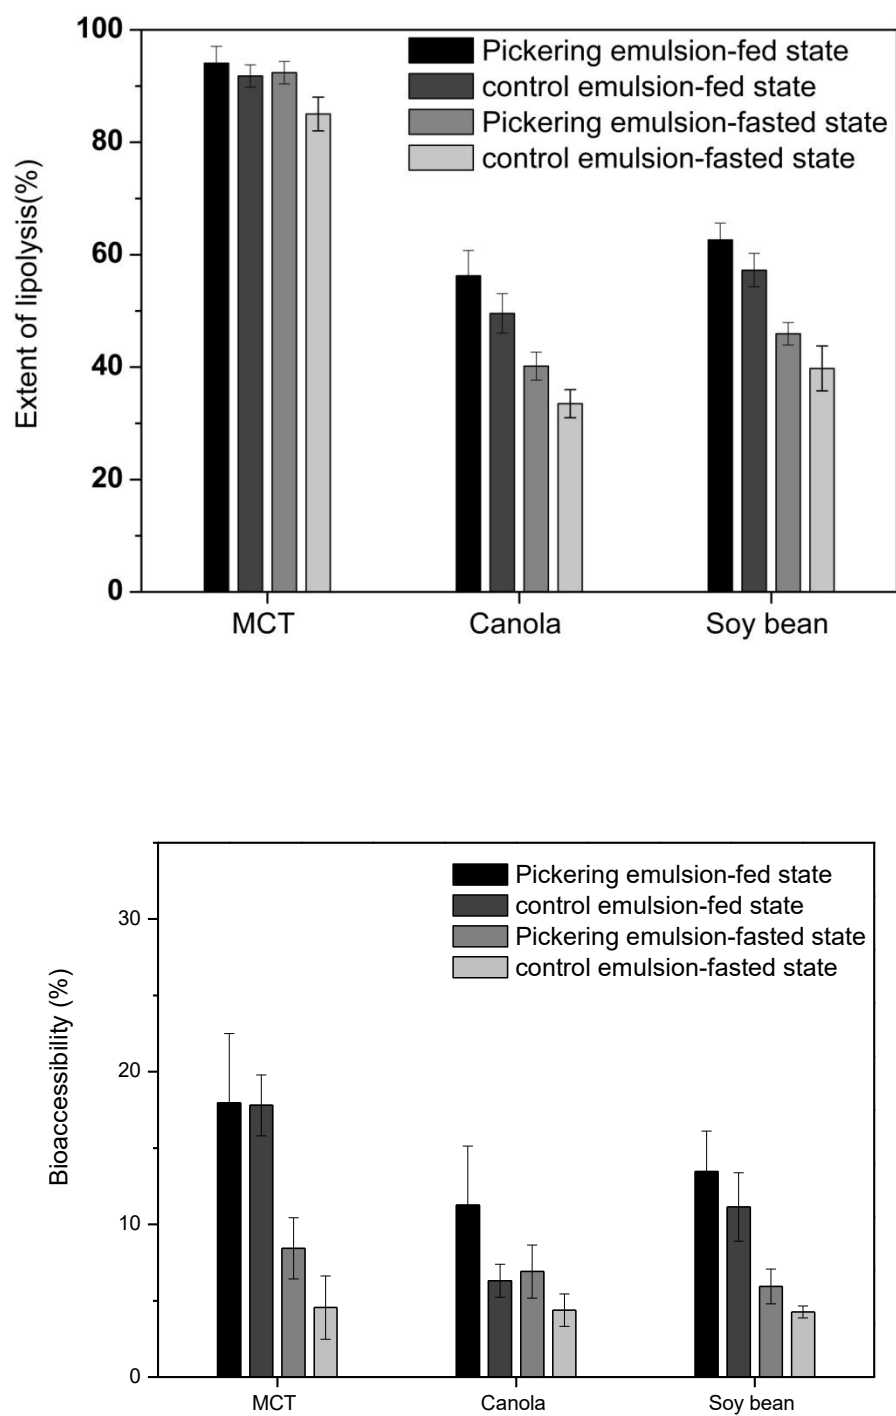 100
80
60
40
20
0
Extent of lipolysis(%)
Pickering emulsion-fed state
control emulsion-fed state
Pickering emulsion-fasted state
control emulsion-fasted state
MCT Canola Soy bean
30
20
10
0
Bioaccessibility (%)
Pickering emulsion-fed state
control emulsion-fed state
Pickering emulsion-fasted state
control emulsion-fasted state
MCT Canola Soy bean